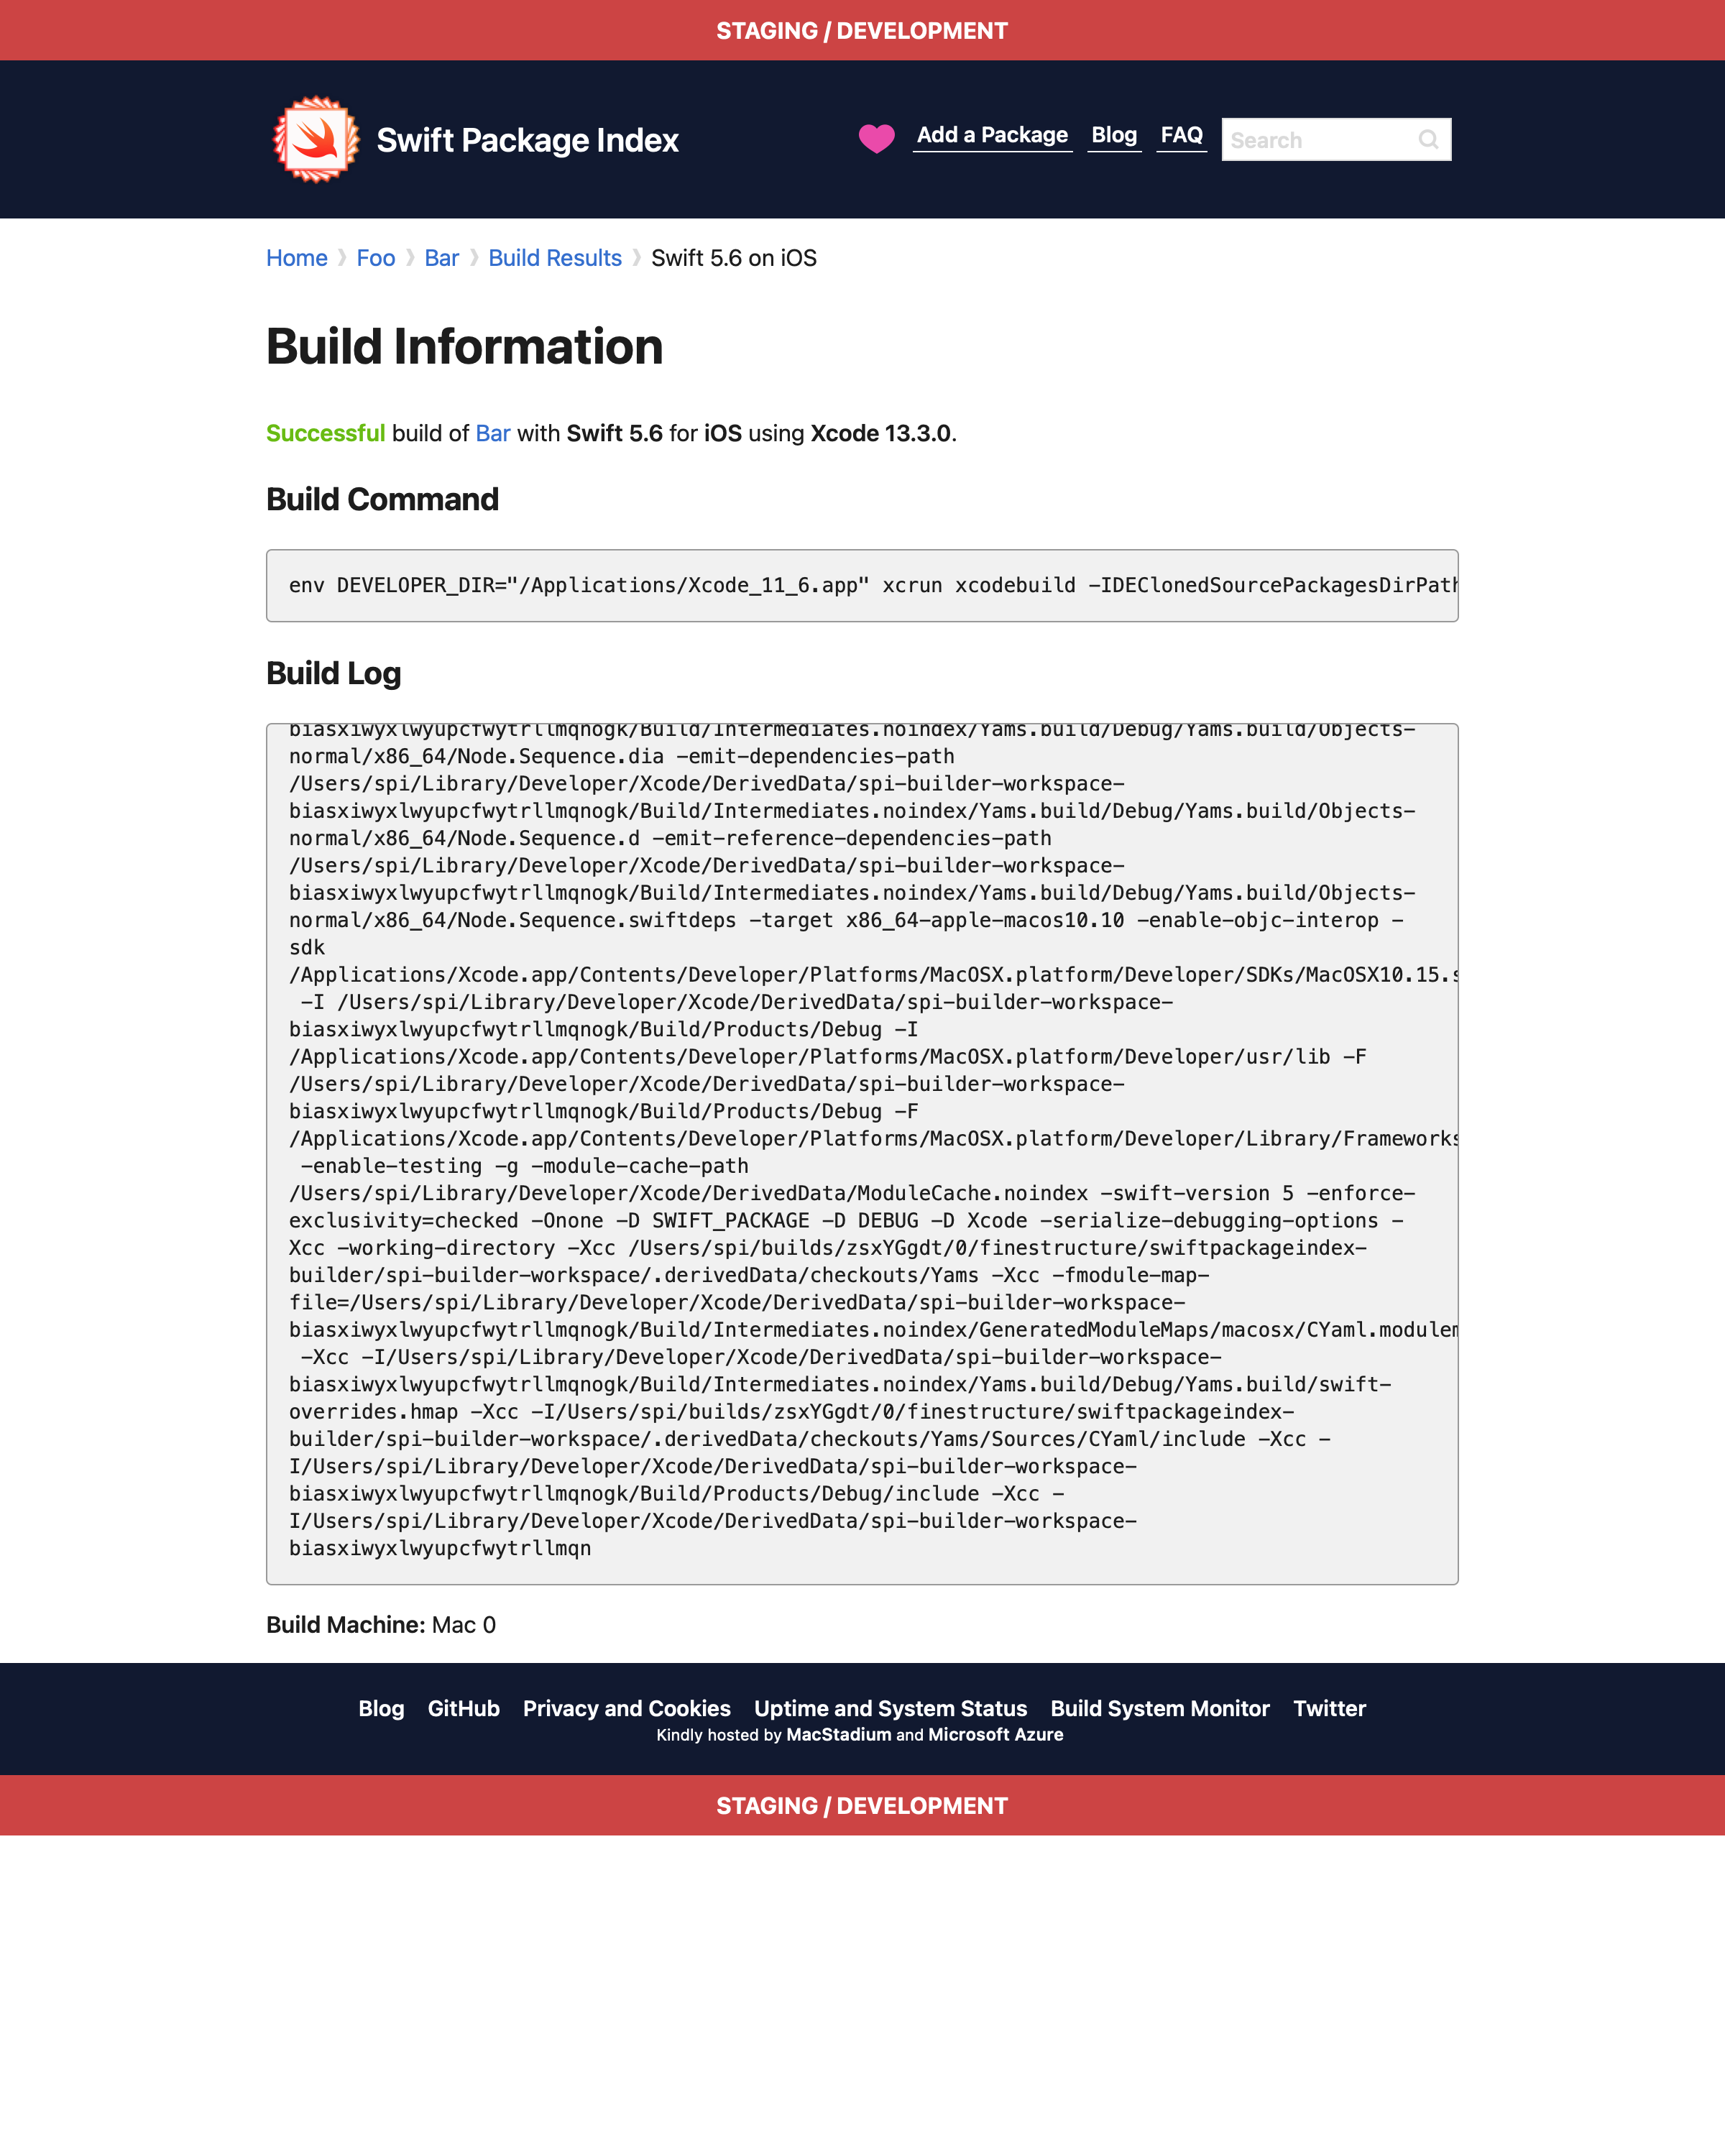 STAGING / DEVELOPMENT
Swift Package Index
Add a Package Blog FAQ Search
Home Foo Bar Build Results Swift 5.6 on iOS
Build Information
Successful build of Bar with Swift 5.6 for iOS using Xcode 13.3.0.
Build Command
env DEVELOPER_DIR="/Applications/Xcode_11_6.app" xcrun xcodebuild -IDEClonedSourcePackagesDirPath
Build Log
biasxiwyxlwyupcfwytrllmqnogk/Build/Intermediates.noindex/Yams.build/Debug/Yams.build/Objects-
normal/x86_64/Node.Sequence.dia -emit-dependencies-path
/Users/spi/Library/Developer/Xcode/DerivedData/spi-builder-workspace-
biasxiwyxlwyupcfwytrllmqnogk/Build/Intermediates.noindex/Yams.build/Debug/Yams.build/Objects-
normal/x86_64/Node.Sequence.d -emit-reference-dependencies-path
/Users/spi/Library/Developer/Xcode/DerivedData/spi-builder-workspace-
biasxiwyxlwyupcfwytrllmqnogk/Build/Intermediates.noindex/Yams.build/Debug/Yams.build/Objects-
normal/x86_64/Node.Sequence.swiftdeps -target x86_64-apple-macos10.10 -enable-objc-interop -
sdk
/Applications/Xcode.app/Contents/Developer/Platforms/MacOSX.platform/Developer/SDKs/MacOSX10.15.s
-I /Users/spi/Library/Developer/Xcode/DerivedData/spi-builder-workspace-
biasxiwyxlwyupcfwytrllmqnogk/Build/Products/Debug -I
/Applications/Xcode.app/Contents/Developer/Platforms/MacOSX.platform/Developer/usr/lib -F
/Users/spi/Library/Developer/Xcode/DerivedData/spi-builder-workspace-
biasxiwyxlwyupcfwytrllmqnogk/Build/Products/Debug -F
/Applications/Xcode.app/Contents/Developer/Platforms/MacOSX.platform/Developer/Library/Frameworks
-enable-testing -g -module-cache-path
/Users/spi/Library/Developer/Xcode/DerivedData/ModuleCache.noindex -swift-version 5 -enforce-
exclusivity=checked -Onone -D SWIFT_PACKAGE -D DEBUG -D Xcode -serialize-debugging-options -
Xcc -working-directory -Xcc /Users/spi/builds/zsxYGgdt/0/finestructure/swiftpackageindex-
builder/spi-builder-workspace/.derivedData/checkouts/Yams -Xcc -fmodule-map-
file=/Users/spi/Library/Developer/Xcode/DerivedData/spi-builder-workspace-
biasxiwyxlwyupcfwytrllmqnogk/Build/Intermediates.noindex/GeneratedModuleMaps/macosx/CYaml.modulem
-Xcc -I/Users/spi/Library/Developer/Xcode/DerivedData/spi-builder-workspace-
biasxiwyxlwyupcfwytrllmqnogk/Build/Intermediates.noindex/Yams.build/Debug/Yams.build/swift-
overrides.hmap -Xcc -I/Users/spi/builds/zsxYGgdt/0/finestructure/swiftpackageindex-
builder/spi-builder-workspace/.derivedData/checkouts/Yams/Sources/CYaml/include -Xcc -
I/Users/spi/Library/Developer/Xcode/DerivedData/spi-builder-workspace-
biasxiwyxlwyupcfwytrllmqnogk/Build/Products/Debug/include -Xcc -
I/Users/spi/Library/Developer/Xcode/DerivedData/spi-builder-workspace-
biasxiwyxlwyupcfwytrllmqn
Build Machine: Mac 0
Blog GitHub Privacy and Cookies Uptime and System Status Build System Monitor Twitter
Kindly hosted by MacStadium and Microsoft Azure
STAGING / DEVELOPMENT